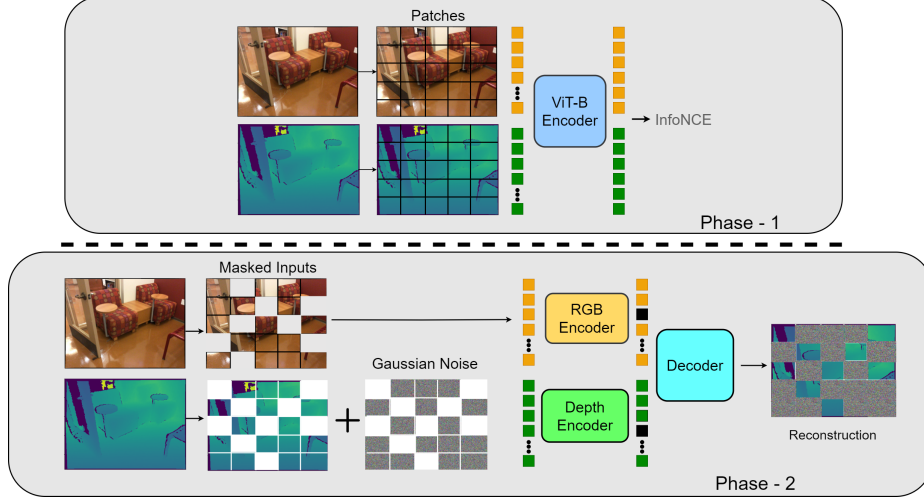 Patches
ViT-B
Encoder
InfoNCE
Phase - 1
Masked Inputs
RGB
Encoder
Gaussian Noise
Decoder
Depth
Encoder
Reconstruction
Phase - 2